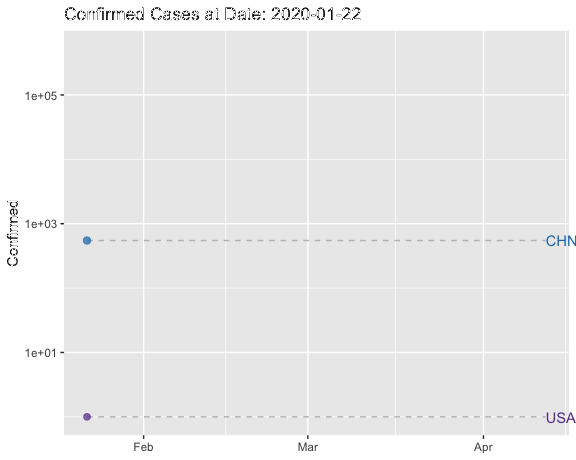 Confirmed Cases at Date: 2020-01-22
1e+05
1e+03
1e+01
Confirmed
CHN
USA
Feb
Mar
Apr